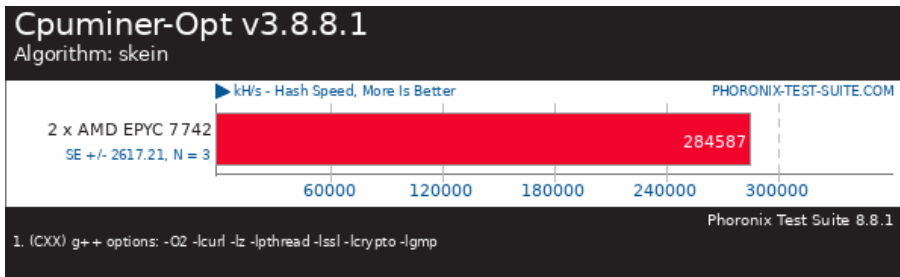 Cpuminer-Opt v3.8.8.1
Algorithm: skein
kH/s - Hash Speed, More Is Better
PHORONIX-TEST-SUITE.COM
2 x AMD EPYC 7742
284587
SE +/- 2617.21, N = 3
60000 120000 180000 240000 300000
Phoronix Test Suite 8.8.1
1. (CXX) g++ options: -O2 -lcurl -lz -lpthread -lssl -lcrypto -lgmp